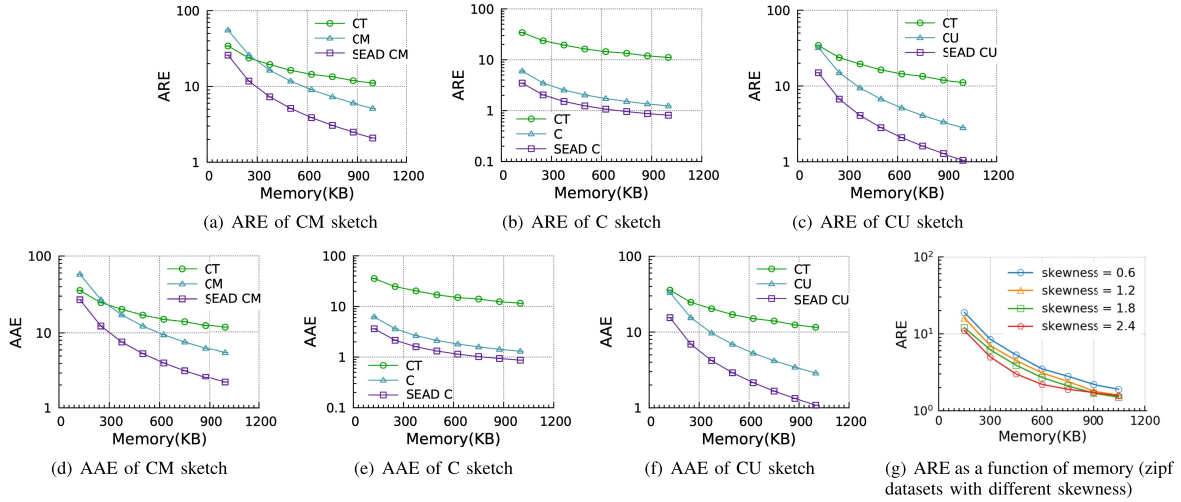 100
10
1
ARE
CT
CM
SEAD CM
0 300 600 900 1200
Memory(KB)
(a) ARE of CM sketch
100
10
1
0.1
ARE
CT
C
SEAD C
0 300 600 900 1200
Memory(KB)
(b) ARE of C sketch
100
10
1
ARE
CT
CU
SEAD CU
0 300 600 900 1200
Memory(KB)
(c) ARE of CU sketch
100
10
1
AAE
CT
CM
SEAD CM
0 300 600 900 1200
Memory(KB)
(d) AAE of CM sketch
100
10
1
0.1
AAE
CT
C
SEAD C
0 300 600 900 1200
Memory(KB)
(e) AAE of C sketch
100
10
1
AAE
CT
CU
SEAD CU
0 300 600 900 1200
Memory(KB)
(f) AAE of CU sketch
10²
10¹
10⁰
ARE
skewness = 0.6
skewness = 1.2
skewness = 1.8
skewness = 2.4
0 300 600 900 1200
Memory(KB)
(g) ARE as a function of memory (zipf
datasets with different skewness)